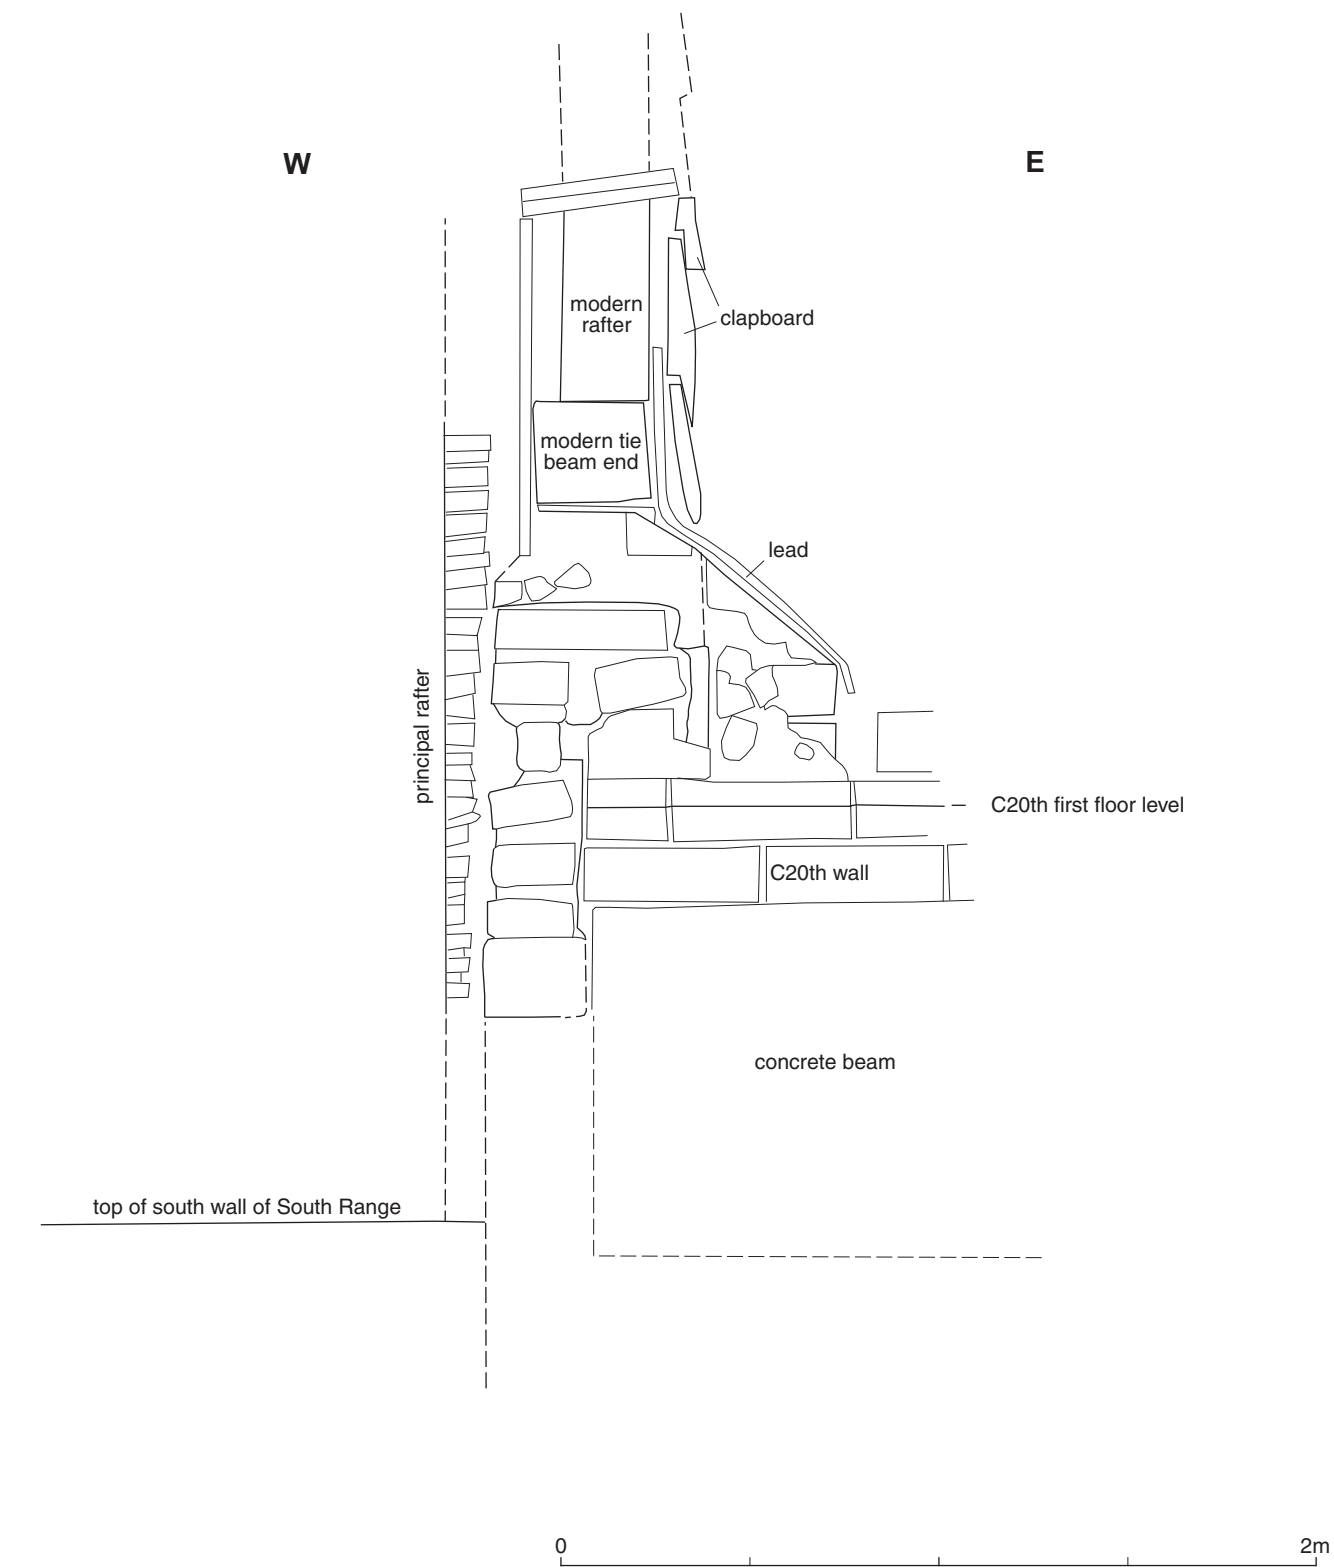 W
E
modern
rafter
clapboard
modern tie
beam end
lead
principal rafter
C20th first floor level
C20th wall
concrete beam
top of south wall of South Range
0
2m